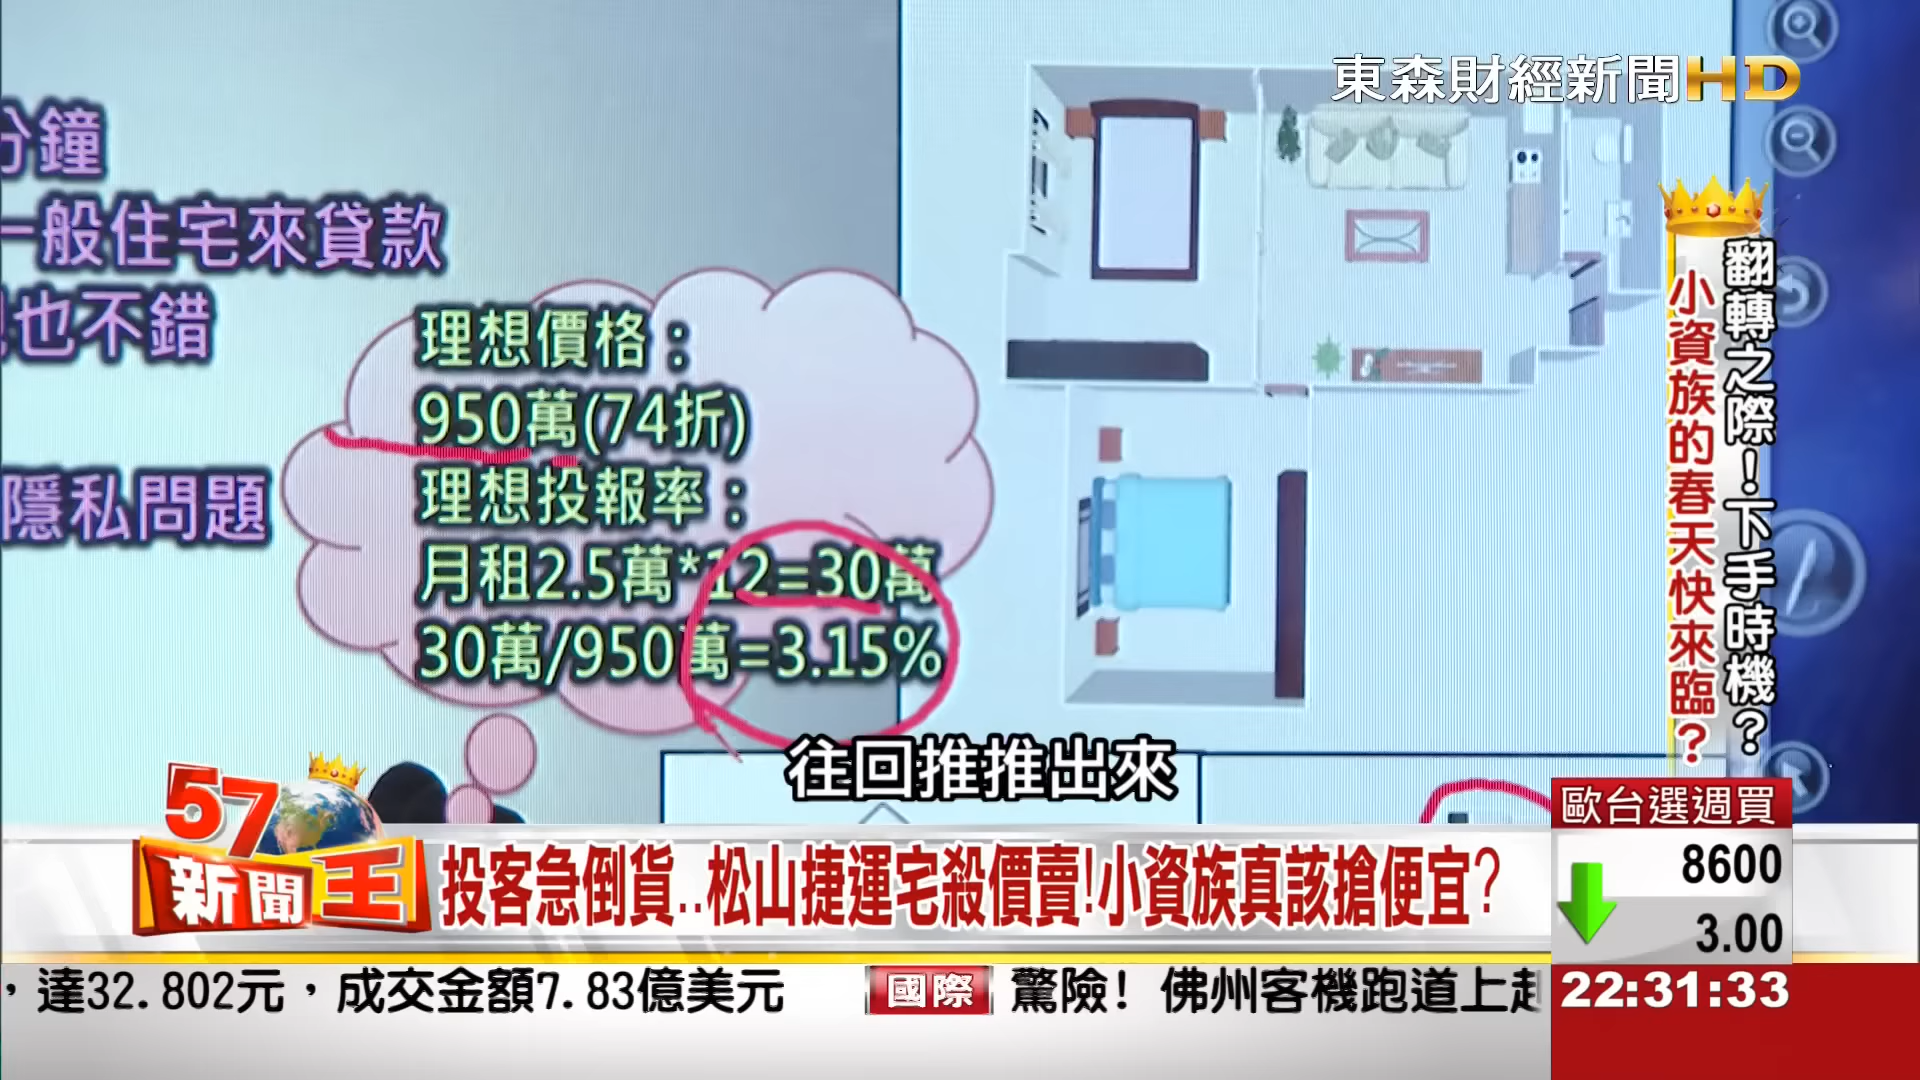 東森財經新聞HD
分鐘
一般住宅來貸款
也不錯
隱私問題
理想價格：
950萬(74折)
理想投報率：
月租2.5萬*12=30萬
30萬/950萬=3.15%
翻轉之際！下手時機？
小資族的春天快來臨？
往回推推出來
57
新聞王
投客急倒貨..松山捷運宅殺價賣!小資族真該搶便宜?
歐台選週買
8600
3.00
，達32.802元，成交金額7.83億美元
國際
驚險！佛州客機跑道上起
22:31:33